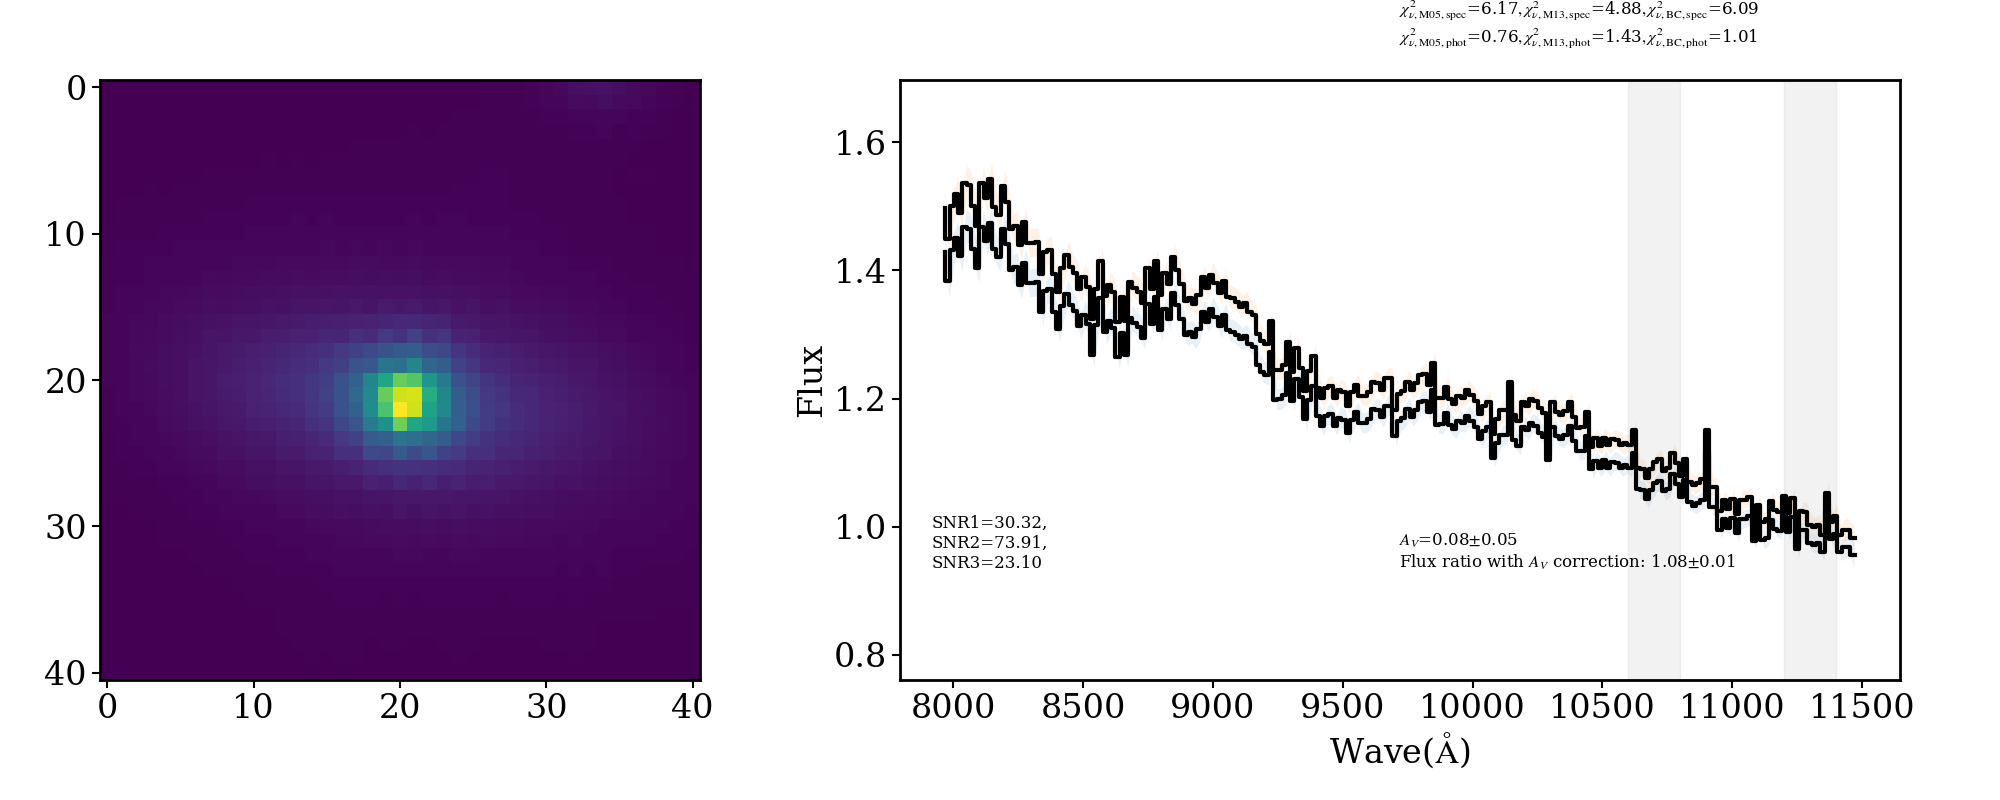 χ²ν,M05,spec=6.17,χ²ν,M13,spec=4.88,χ²ν,BC,spec=6.09
χ²ν,M05,phot=0.76,χ²ν,M13,phot=1.43,χ²ν,BC,phot=1.01
0
10
20
30
40
0 10 20 30 40
Flux
1.6
1.4
1.2
1.0
0.8
SNR1=30.32,
SNR2=73.91,
SNR3=23.10
AV=0.08±0.05
Flux ratio with AV correction: 1.08±0.01
8000 8500 9000 9500 10000 10500 11000 11500
Wave(Å)